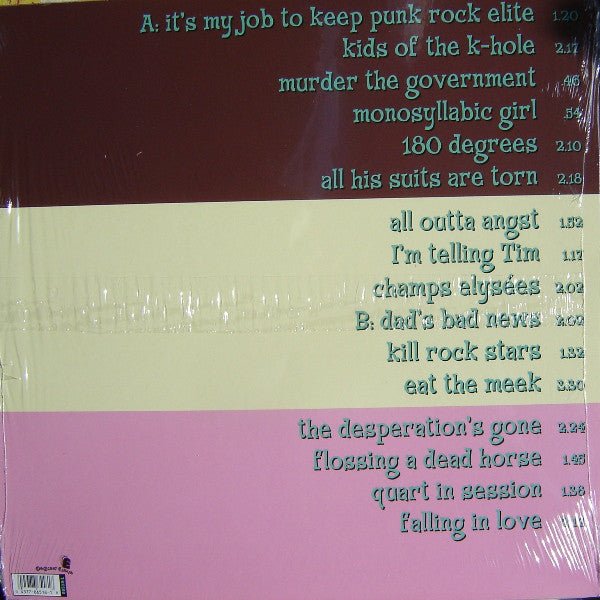 A: it's my job to keep punk rock elite 1.20
kids of the k-hole 2.17
murder the government .46
monosyllabic girl .54
180 degrees 2.10
all his suits are torn 2.18
all outta angst 1.52
I'm telling Tim 1.17
champs elysées 2.02
B: dad's bad news 2.02
kill rock stars 1.32
eat the meek 3.30
the desperation's gone 2.24
flossing a dead horse 1.45
quart in session 1.38
falling in love